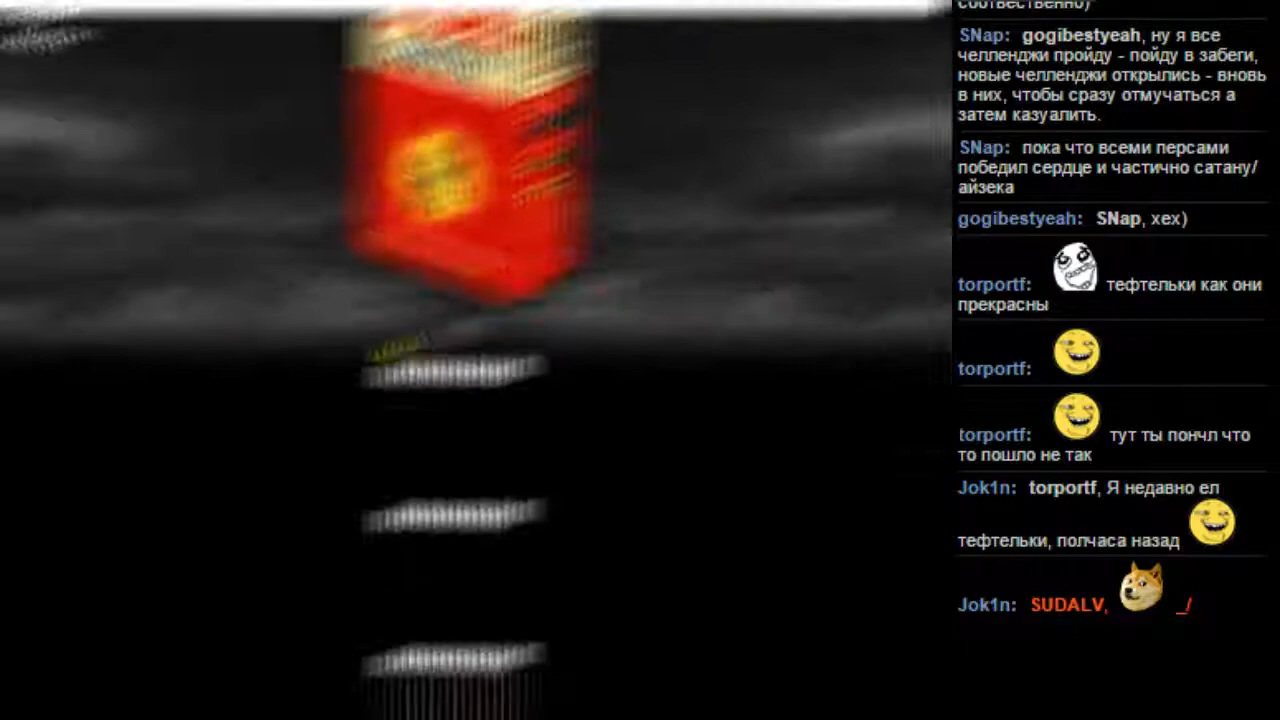 соотвественно)
SNap: gogibestyeah, ну я все
челленджи пройду - пойду в забеги,
новые челленджи открылись - вновь
в них, чтобы сразу отмучаться а
затем казуалить.
SNap: пока что всеми персами
победил сердце и частично сатану/
айзека
gogibestyeah: SNap, хех)
torportf: тефтельки как они
прекрасны
torportf:
torportf: тут ты пончл что
то пошло не так
Jok1n: torportf, Я недавно ел
тефтельки, полчаса назад
Jok1n: SUDALV, _/